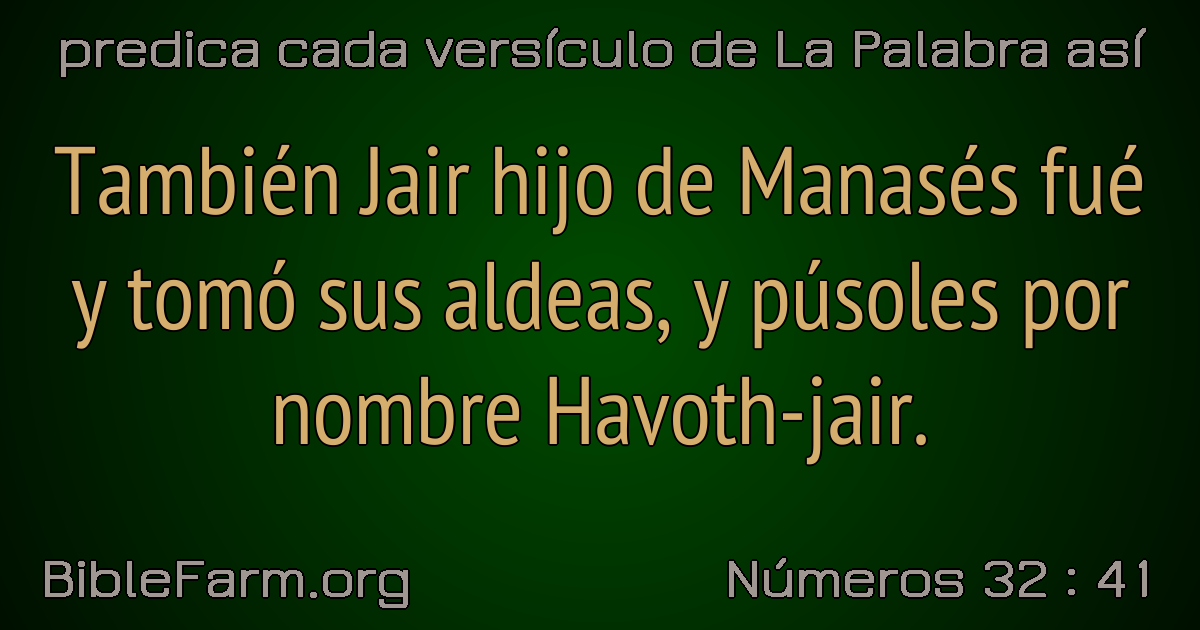 predica cada versículo de La Palabra así
También Jair hijo de Manasés fué
y tomó sus aldeas, y púsoles por
nombre Havoth-jair.
BibleFarm.org
Números 32 : 41